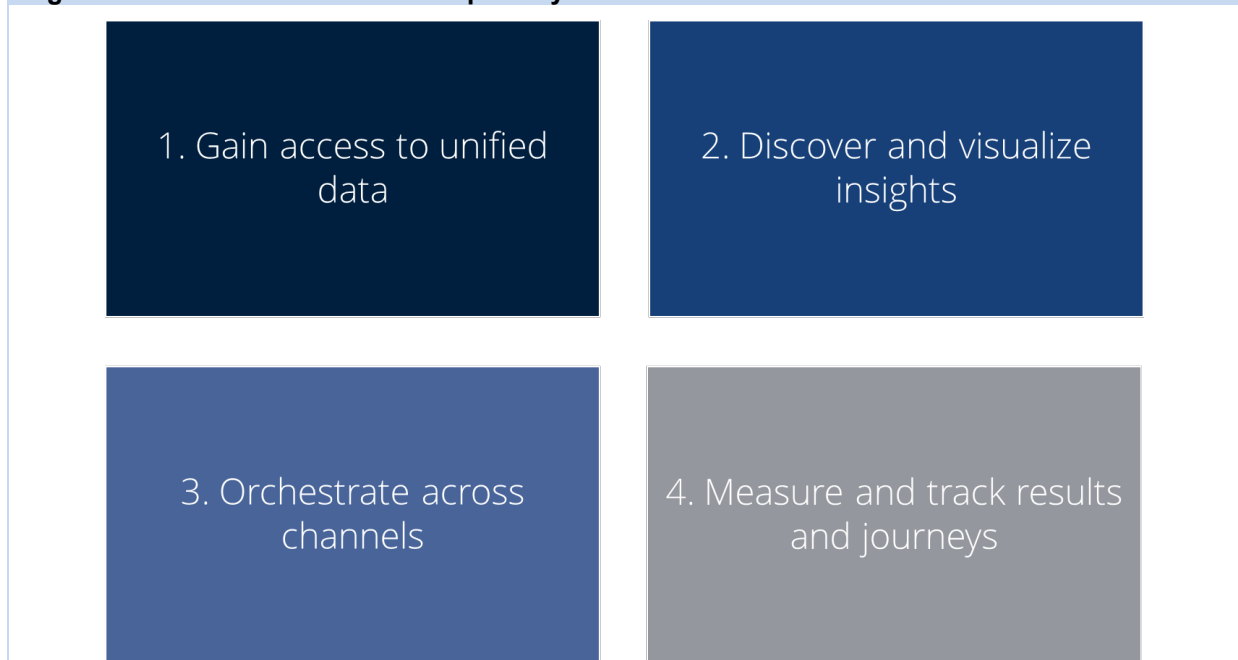 1. Gain access to unified
data
2. Discover and visualize
insights
3. Orchestrate across
channels
4. Measure and track results
and journeys